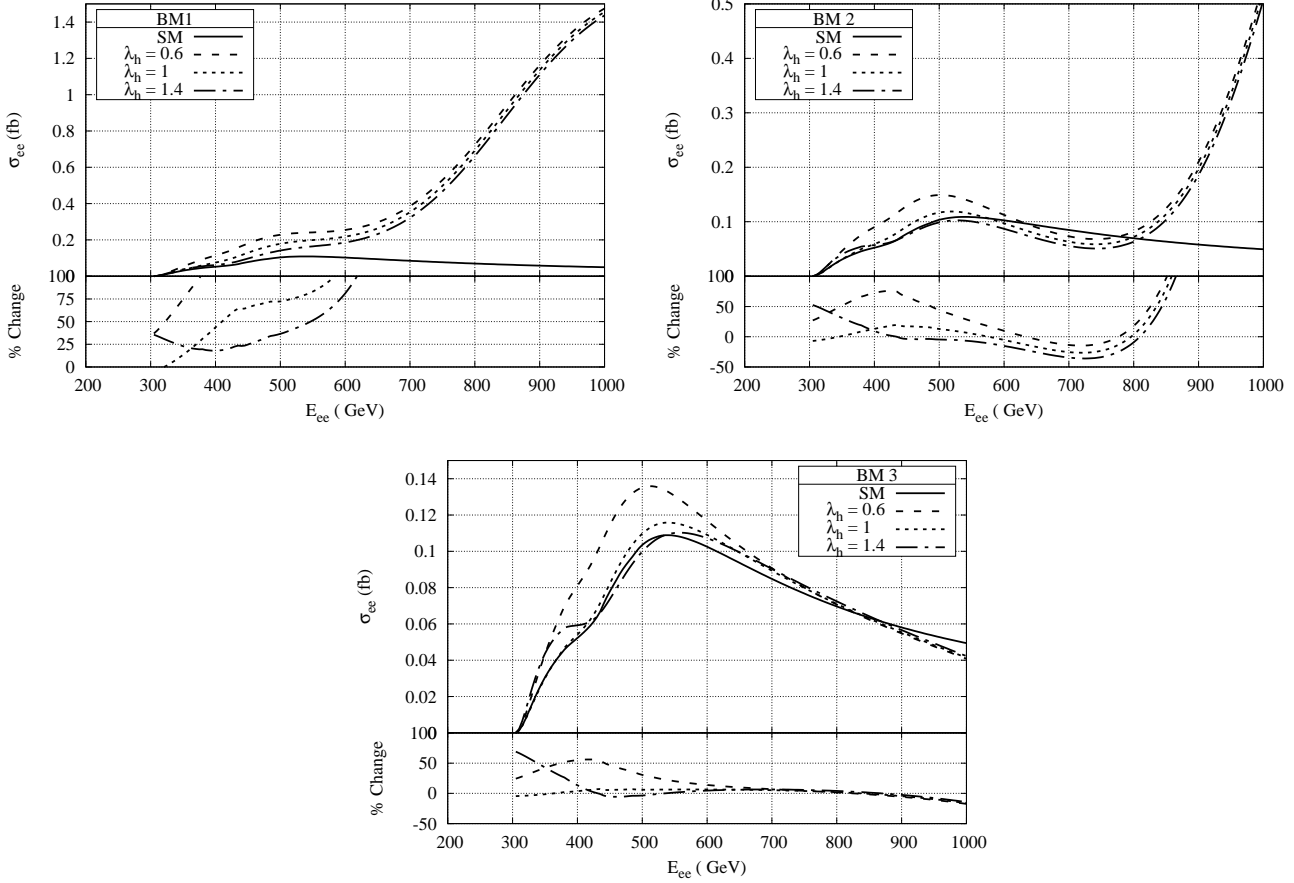 BM1
SM
λh = 0.6
λh = 1
λh = 1.4
σee (fb)
1.4
1.2
1
0.8
0.6
0.4
0.2
0
% Change
100
75
50
25
0
200 300 400 500 600 700 800 900 1000
Eee ( GeV)
BM 2
SM
λh = 0.6
λh = 1
λh = 1.4
σee (fb)
0.5
0.4
0.3
0.2
0.1
0
% Change
100
50
0
-50
200 300 400 500 600 700 800 900 1000
Eee ( GeV)
BM 3
SM
λh = 0.6
λh = 1
λh = 1.4
σee (fb)
0.14
0.12
0.1
0.08
0.06
0.04
0.02
0
% Change
100
50
0
-50
200 300 400 500 600 700 800 900 1000
Eee ( GeV)